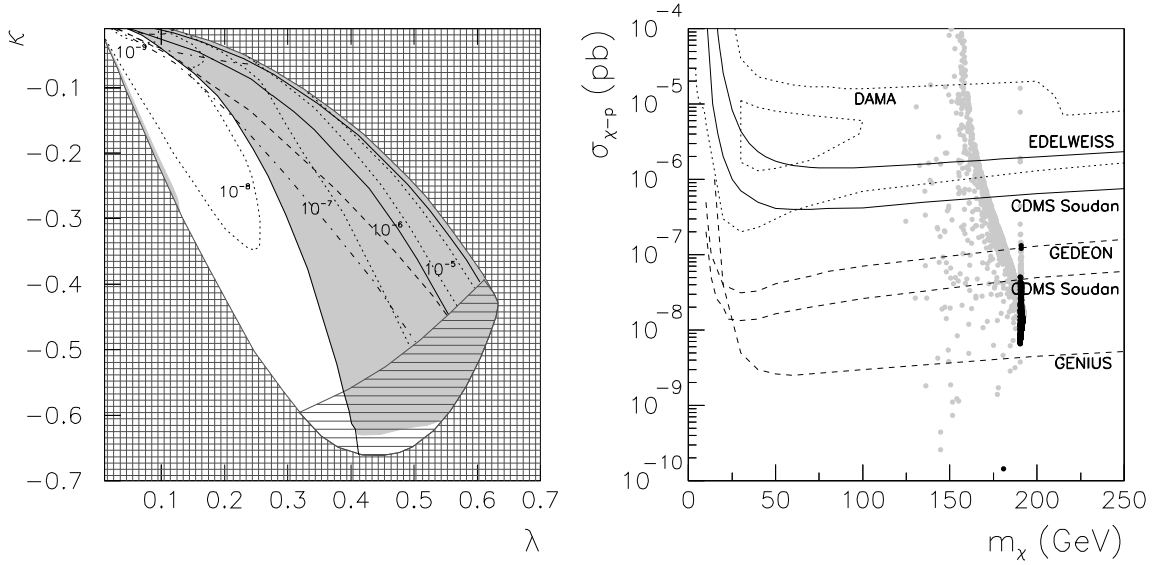 κ
−0.1
−0.2
−0.3
−0.4
−0.5
−0.6
−0.7
0.1 0.2 0.3 0.4 0.5 0.6 0.7
λ
10⁻⁹
10⁻⁸
10⁻⁷
10⁻⁶
10⁻⁵
σχ−p (pb)
10⁻⁴
10⁻⁵
10⁻⁶
10⁻⁷
10⁻⁸
10⁻⁹
10⁻¹⁰
DAMA
EDELWEISS
CDMS Soudan
GEDEON
CDMS Soudan
GENIUS
0 50 100 150 200 250
mχ (GeV)